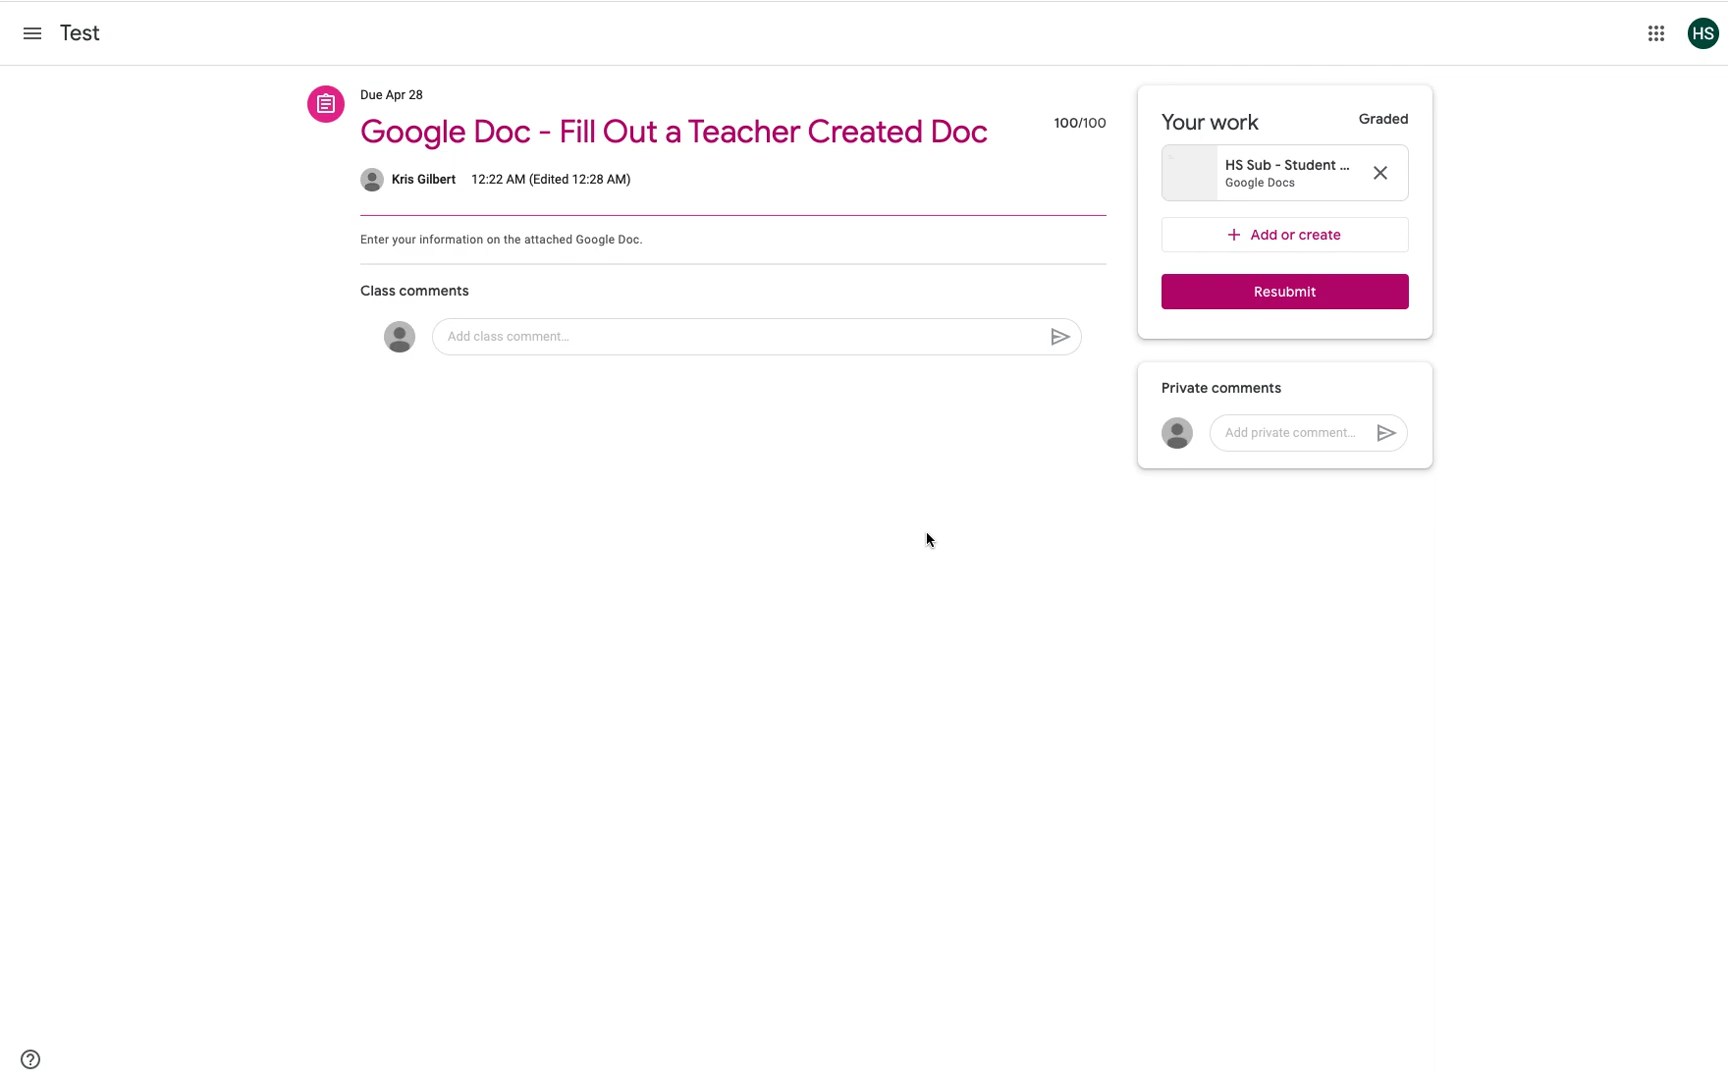 Test
HS
Due Apr 28
Google Doc - Fill Out a Teacher Created Doc
100/100
Kris Gilbert 12:22 AM (Edited 12:28 AM)
Enter your information on the attached Google Doc.
Class comments
Add class comment...
Your work
Graded
HS Sub - Student ...
Google Docs
+ Add or create
Resubmit
Private comments
Add private comment...